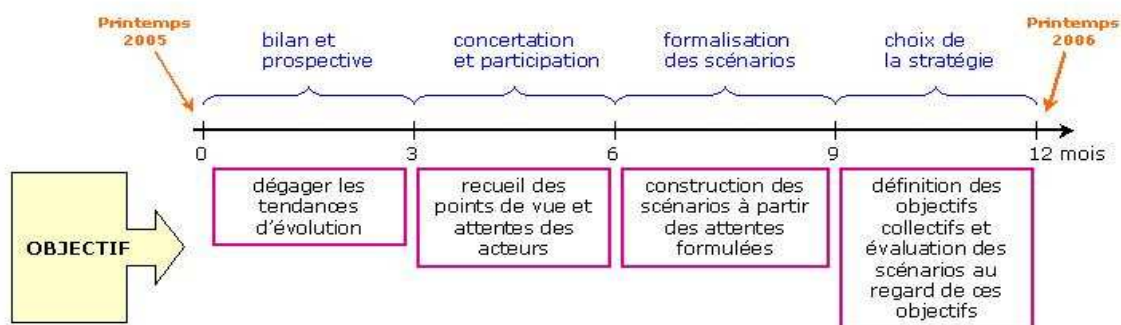 Printemps
2005
bilan et
prospective
concertation
et participation
formalisation
des scénarios
choix de
la stratégie
Printemps
2006
0
3
6
9
12 mois
OBJECTIF
dégager les
tendances
d'évolution
recueil des
points de vue et
attentes des
acteurs
construction des
scénarios à partir
des attentes
formulées
définition des
objectifs
collectifs et
évaluation des
scénarios au
regard de ces
objectifs